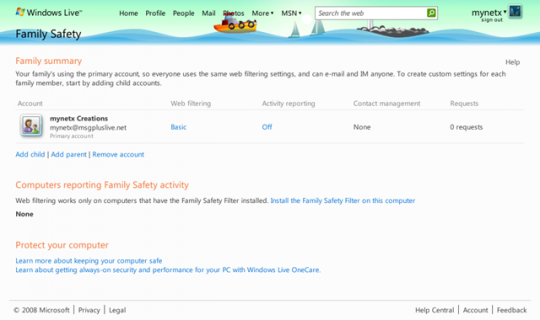 Windows Live™
Home Profile People Mail Photos More MSN
Search the web
mynetx
sign out
Family Safety
Family summary
Help
Your family's using the primary account, so everyone uses the same web filtering settings, and can e-mail and IM anyone. To create custom settings for each
family member, start by adding child accounts.
Account Web filtering Activity reporting Contact management Requests
mynetx Creations
mynetx@msgpluslive.net Basic Off None 0 requests
Primary account
Add child | Add parent | Remove account
Computers reporting Family Safety activity
Web filtering works only on computers that have the Family Safety Filter installed. Install the Family Safety Filter on this computer
None
Protect your computer
Learn more about keeping your computer safe
Learn about getting always-on security and performance for your PC with Windows Live OneCare.
© 2008 Microsoft | Privacy | Legal Help Central | Account | Feedback